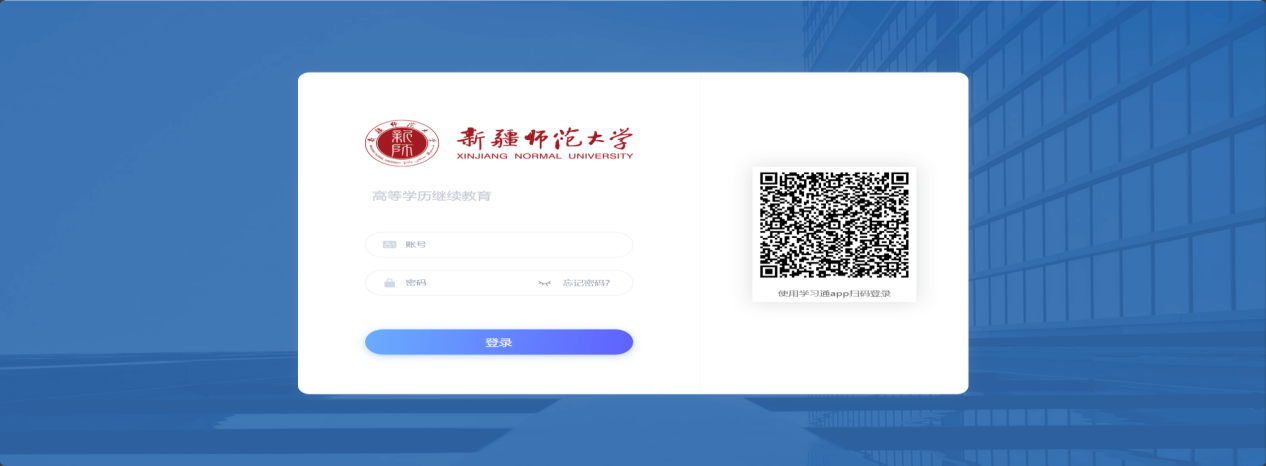 新疆师范大学
XINJIANG NORMAL UNIVERSITY
高等学历继续教育
账号
密码
忘记密码?
登录
使用学习通app扫码登录